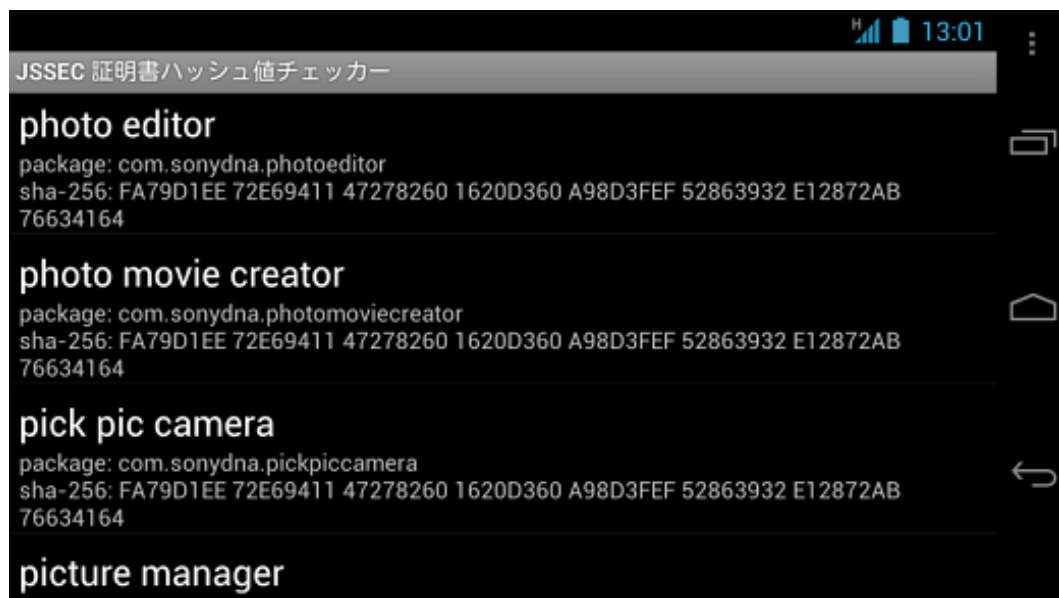 H 13:01
JSSEC 証明書ハッシュ値チェッカー
photo editor
package: com.sonydna.photoeditor
sha-256: FA79D1EE 72E69411 47278260 1620D360 A98D3FEF 52863932 E12872AB
76634164
photo movie creator
package: com.sonydna.photomoviecreator
sha-256: FA79D1EE 72E69411 47278260 1620D360 A98D3FEF 52863932 E12872AB
76634164
pick pic camera
package: com.sonydna.pickpiccamera
sha-256: FA79D1EE 72E69411 47278260 1620D360 A98D3FEF 52863932 E12872AB
76634164
picture manager